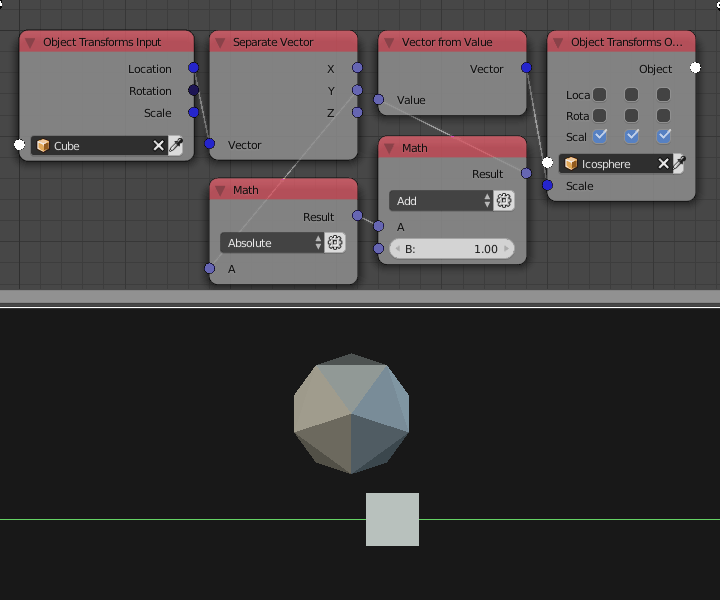 Object Transforms Input
Location
Rotation
Scale
Cube
Separate Vector
X
Y
Z
Vector
Math
Result
Absolute
A
Vector from Value
Vector
Value
Math
Result
Add
A
B: 1.00
Object Transforms O...
Object
Loca
Rota
Scal
Icosphere
Scale